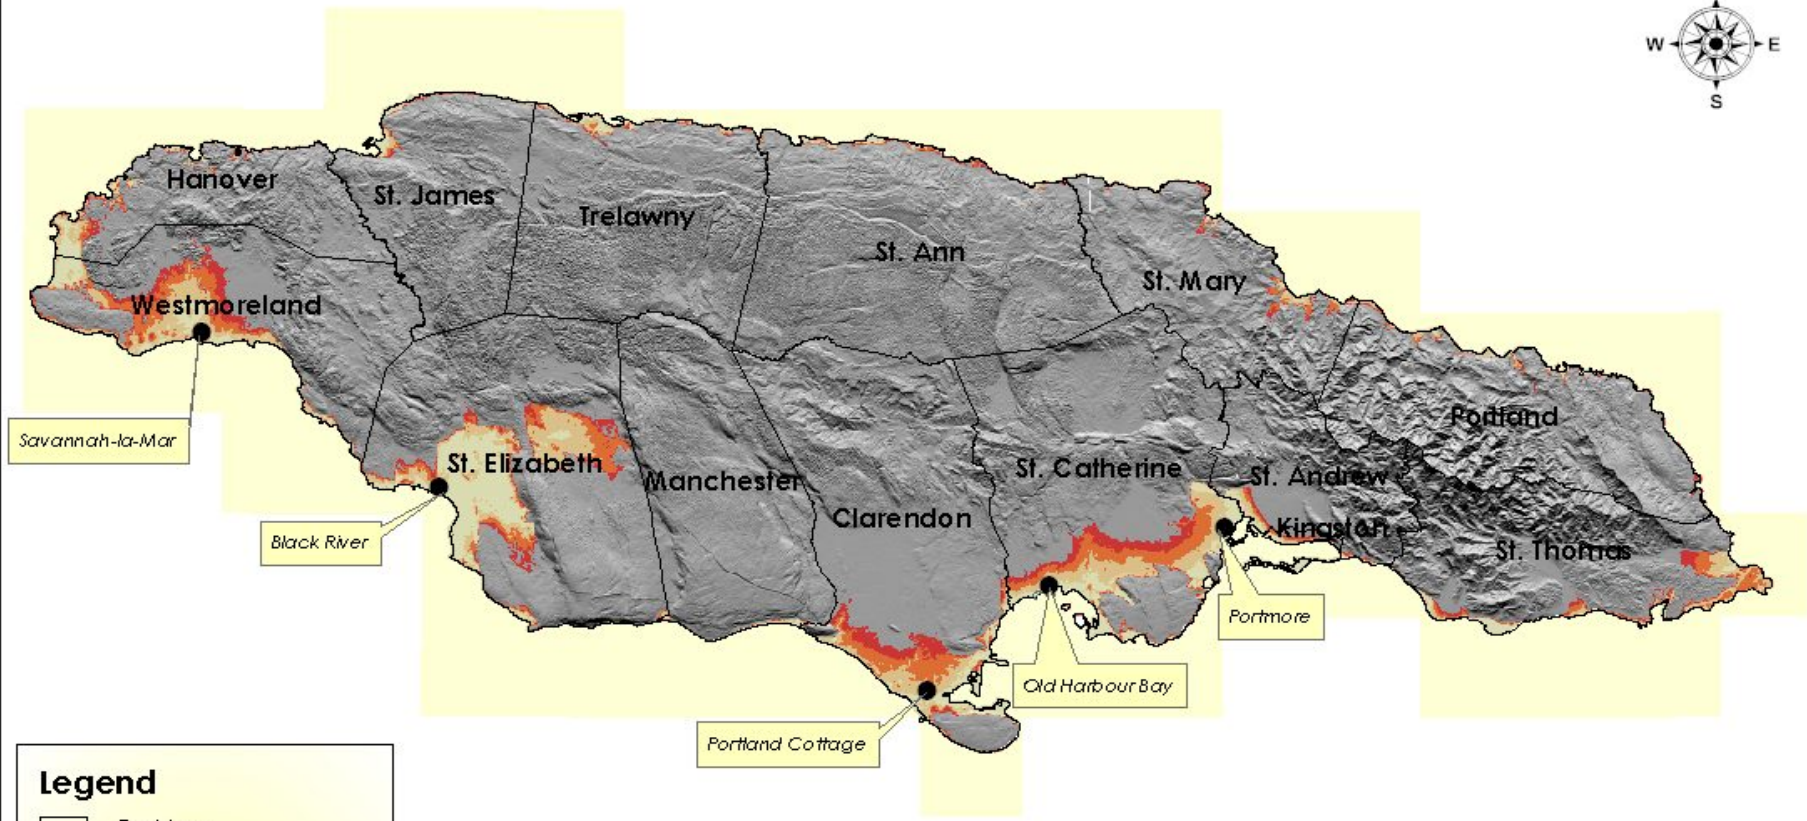 W E
S
Hanover
St. James
Trelawny
St. Ann
St. Mary
Westmoreland
Savannah-la-Mar
Portland
St. Elizabeth
Manchester
St. Catherine
St. Andrew
Clarendon
Kingston
Black River
St. Thomas
Portmore
Old Harbour Bay
Portland Cottage
Legend